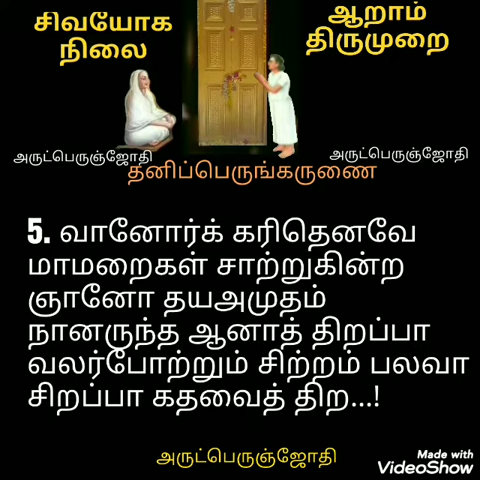 சிவயோக
நிலை
ஆறாம்
திருமுறை
அருட்பெருஞ்ஜோதி
அருட்பெருஞ்ஜோதி
தனிப்பெருங்கருணை
5. வானோர்க் கரிதெனவே
மாமறைகள் சாற்றுகின்ற
ஞானோ தயஅமுதம்
நானருந்த ஆனாத் திறப்பா
வலர்போற்றும் சிற்றம் பலவா
சிறப்பா கதவைத் திற...!
அருட்பெருஞ்ஜோதி
Made with
VideoShow